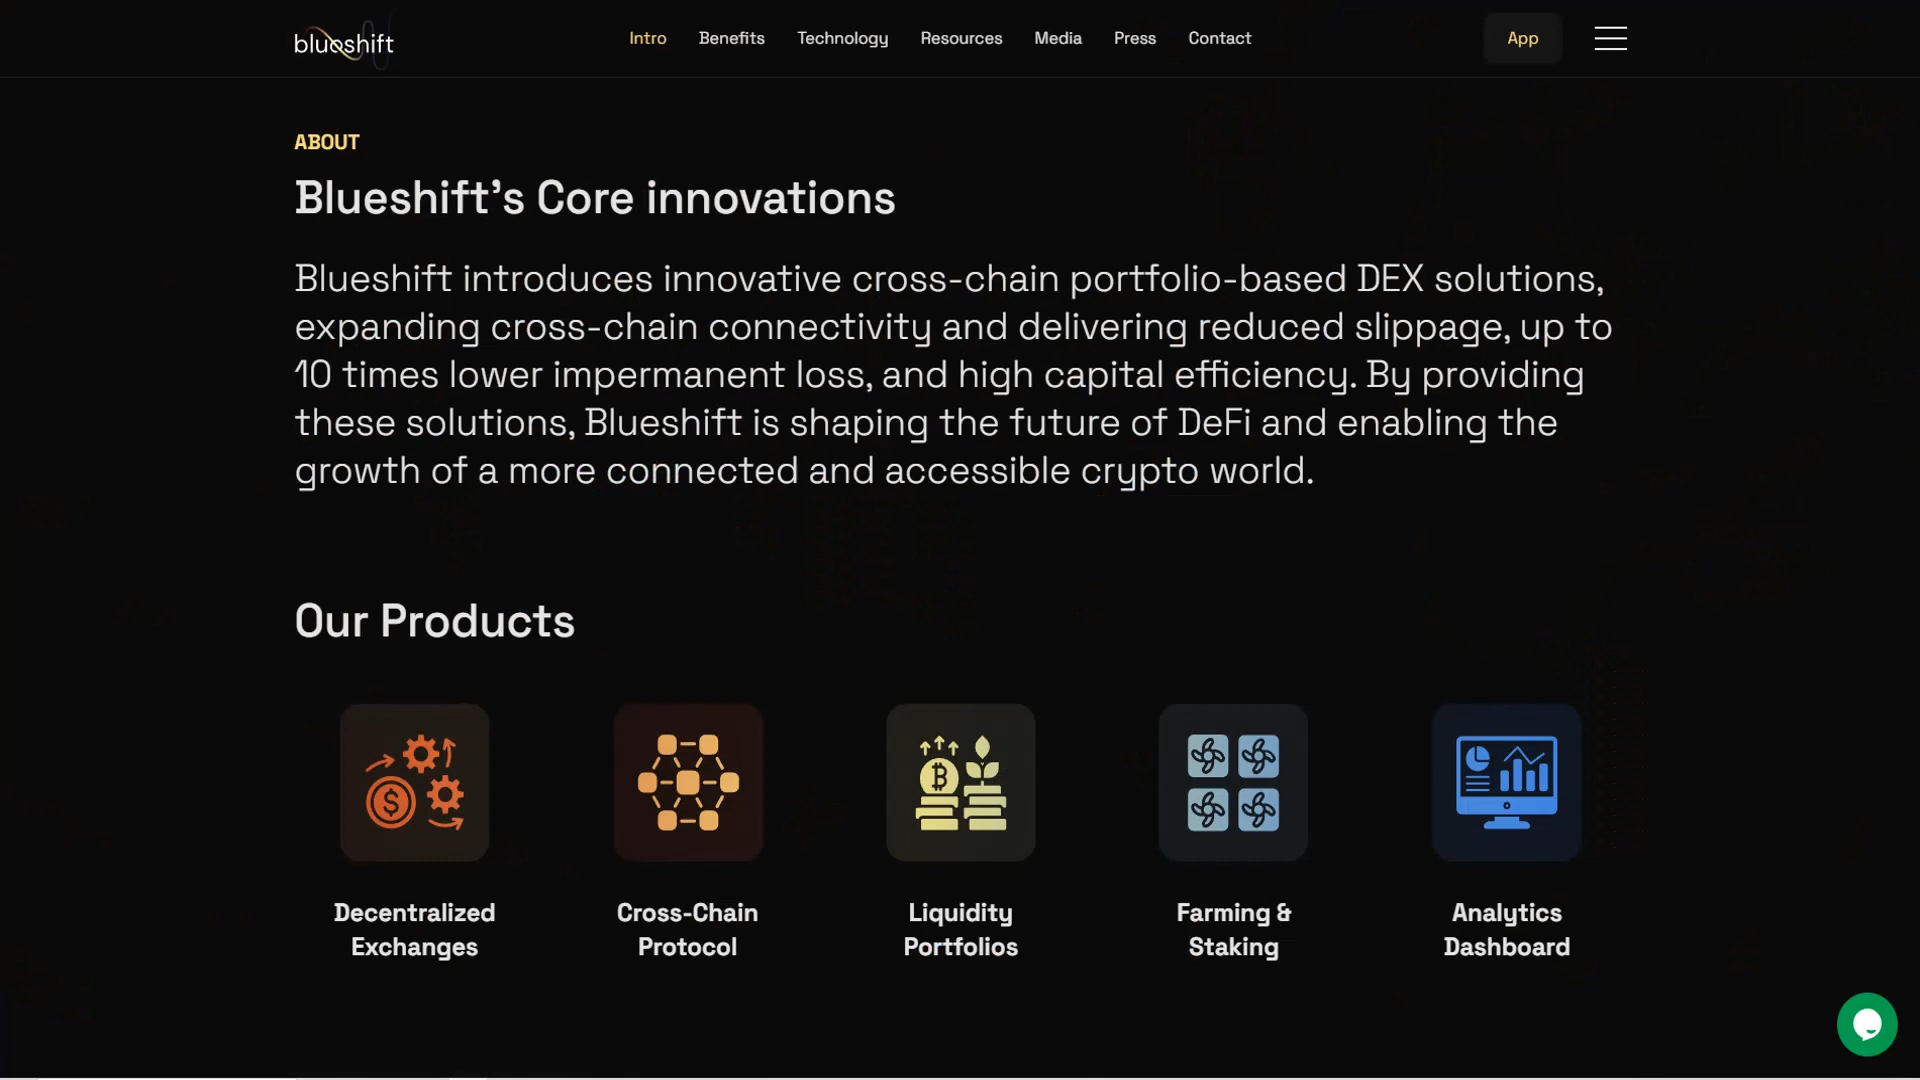 blueshift
Intro Benefits Technology Resources Media Press Contact App
ABOUT
Blueshift's Core innovations
Blueshift introduces innovative cross-chain portfolio-based DEX solutions,
expanding cross-chain connectivity and delivering reduced slippage, up to
10 times lower impermanent loss, and high capital efficiency. By providing
these solutions, Blueshift is shaping the future of DeFi and enabling the
growth of a more connected and accessible crypto world.
Our Products
Decentralized
Exchanges
Cross-Chain
Protocol
Liquidity
Portfolios
Farming &
Staking
Analytics
Dashboard